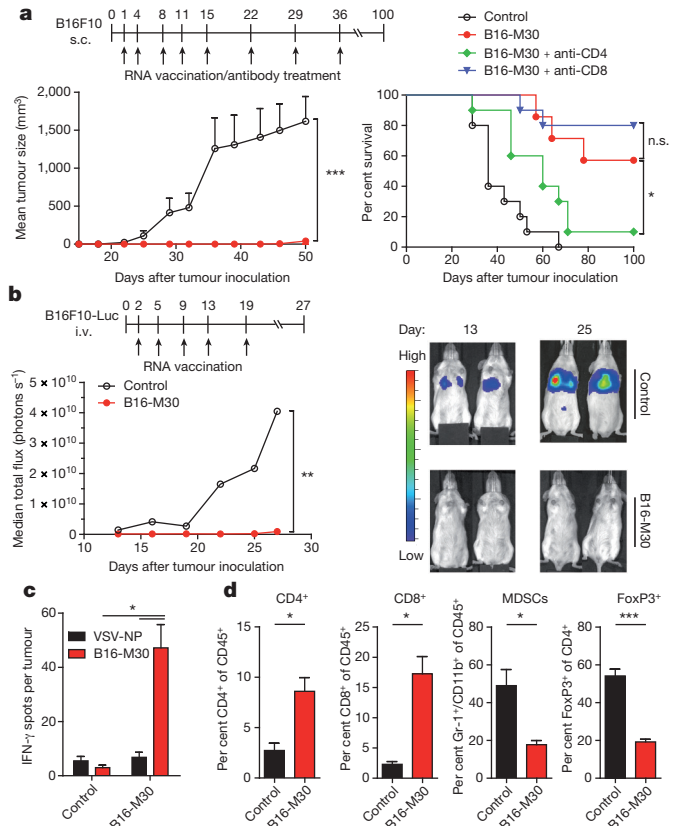 a
B16F10
s.c.
0 1 4 8 11 15 22 29 36 100
RNA vaccination/antibody treatment
Mean tumour size (mm³)
2,000
1,600
1,200
800
400
0
20 30 40 50
Days after tumour inoculation
***
Control
B16-M30
B16-M30 + anti-CD4
B16-M30 + anti-CD8
Per cent survival
100
80
60
40
20
0
0 20 40 60 80 100
Days after tumour inoculation
n.s.
*
b
B16F10-Luc
i.v.
0 2 5 9 13 19 27
RNA vaccination
Median total flux (photons s⁻¹)
5 × 10¹⁰
4 × 10¹⁰
3 × 10¹⁰
2 × 10¹⁰
1 × 10¹⁰
0
Control
B16-M30
10 20 30
Days after tumour inoculation
**
Day: 13 25
High
Low
Control
B16-M30
c
IFN-γ spots per tumour
60
40
20
0
VSV-NP
B16-M30
*
Control
B16-M30
d
CD4⁺
*
Per cent CD4⁺ of CD45⁺
15
10
5
0
Control
B16-M30
CD8⁺
*
Per cent CD8⁺ of CD45⁺
25
20
15
10
5
0
Control
B16-M30
MDSCs
*
Per cent Gr-1⁺/CD11b⁺ of CD45⁺
80
60
40
20
0
Control
B16-M30
FoxP3⁺
***
Per cent FoxP3⁺ of CD4⁺
80
60
40
20
0
Control
B16-M30